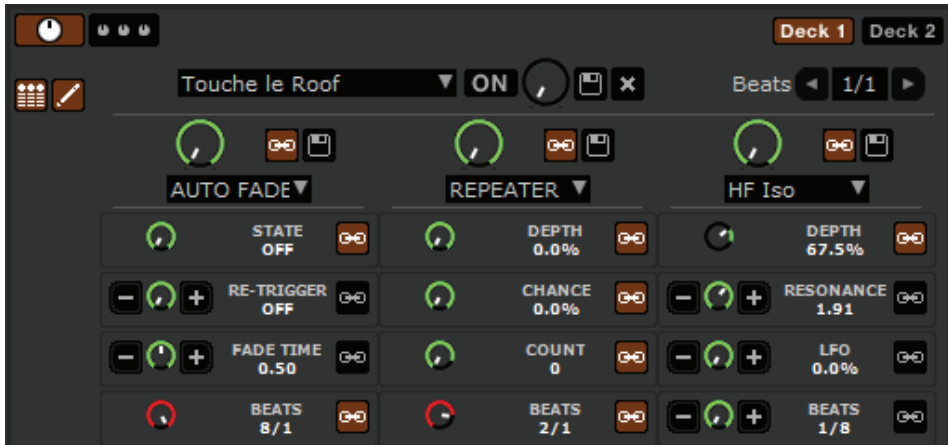 Deck 1 Deck 2
Touche le Roof ON Beats 1/1
AUTO FADE REPEATER HF Iso
STATE DEPTH DEPTH
OFF 0.0% 67.5%
RE-TRIGGER CHANCE RESONANCE
OFF 0.0% 1.91
FADE TIME COUNT LFO
0.50 0 0.0%
BEATS BEATS BEATS
8/1 2/1 1/8